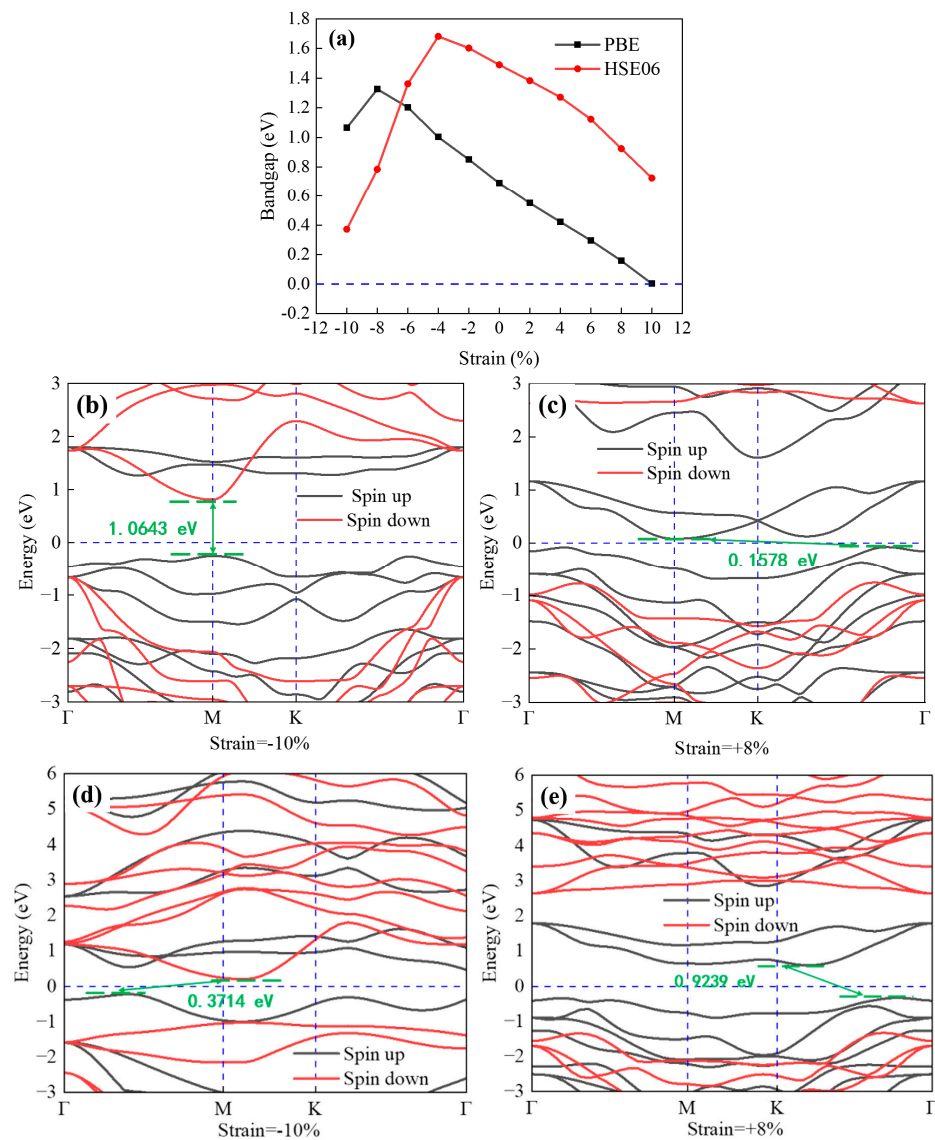 (a)
PBE
HSE06
1.8
1.6
1.4
1.2
1.0
0.8
0.6
0.4
0.2
0.0
-0.2
Bandgap (eV)
-12 -10 -8 -6 -4 -2 0 2 4 6 8 10 12
Strain (%)
(b)
3
2
1
0
−1
−2
−3
Energy (eV)
Spin up
Spin down
1.0643 eV
Γ M K Γ
Strain=-10%
(c)
3
2
1
0
−1
−2
−3
Energy (eV)
Spin up
Spin down
0.1578 eV
Γ M K Γ
Strain=+8%
(d)
6
5
4
3
2
1
0
−1
−2
−3
Energy (eV)
0.3714 eV
Spin up
Spin down
Γ M K Γ
Strain=-10%
(e)
6
5
4
3
2
1
0
−1
−2
−3
Energy (eV)
Spin up
Spin down
0.9239 eV
Γ M K Γ
Strain=+8%